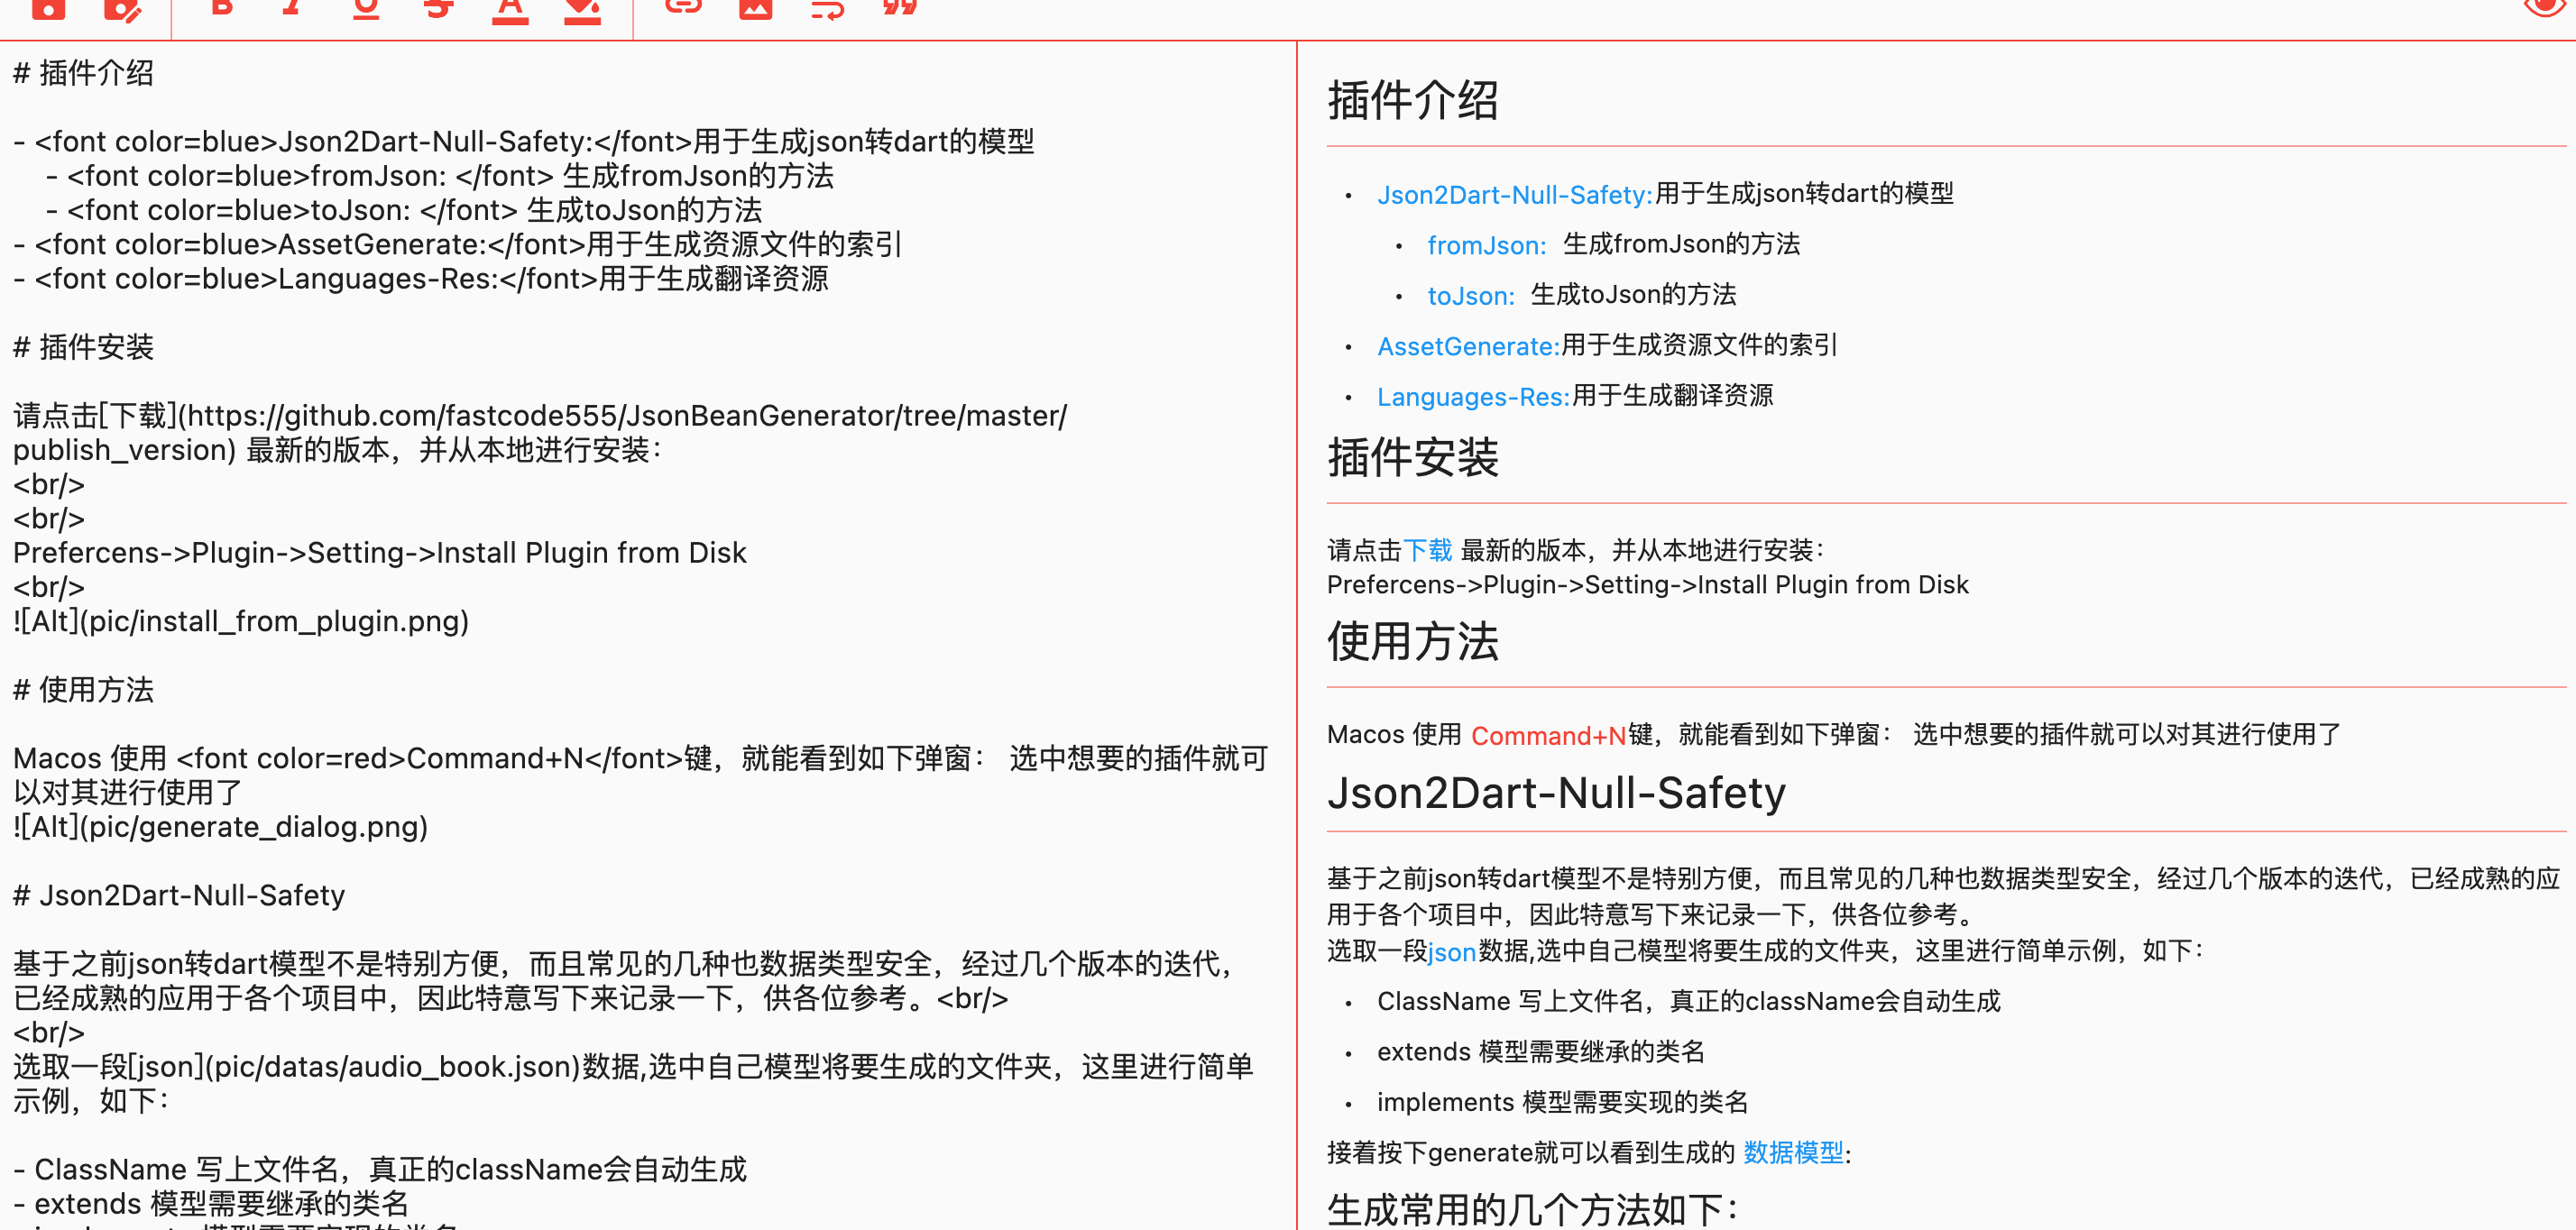 # 插件介绍
- <font color=blue>Json2Dart-Null-Safety:</font>用于生成json转dart的模型
- <font color=blue>fromJson: </font> 生成fromJson的方法
- <font color=blue>toJson: </font> 生成toJson的方法
- <font color=blue>AssetGenerate:</font>用于生成资源文件的索引
- <font color=blue>Languages-Res:</font>用于生成翻译资源
# 插件安装
请点击[下载](https://github.com/fastcode555/JsonBeanGenerator/tree/master/
publish_version) 最新的版本，并从本地进行安装：
<br/>
<br/>
Prefercens->Plugin->Setting->Install Plugin from Disk
<br/>
![Alt](pic/install_from_plugin.png)
# 使用方法
Macos 使用 <font color=red>Command+N</font>键，就能看到如下弹窗： 选中想要的插件就可
以对其进行使用了
![Alt](pic/generate_dialog.png)
# Json2Dart-Null-Safety
基于之前json转dart模型不是特别方便，而且常见的几种也数据类型安全，经过几个版本的迭代，
已经成熟的应用于各个项目中，因此特意写下来记录一下，供各位参考。<br/>
<br/>
选取一段[json](pic/datas/audio_book.json)数据,选中自己模型将要生成的文件夹，这里进行简单
示例，如下：
- ClassName 写上文件名，真正的className会自动生成
- extends 模型需要继承的类名
插件介绍
• Json2Dart-Null-Safety:用于生成json转dart的模型
• fromJson: 生成fromJson的方法
• toJson: 生成toJson的方法
• AssetGenerate:用于生成资源文件的索引
• Languages-Res:用于生成翻译资源
插件安装
请点击下载 最新的版本，并从本地进行安装：
Prefercens->Plugin->Setting->Install Plugin from Disk
使用方法
Macos 使用 Command+N键，就能看到如下弹窗： 选中想要的插件就可以对其进行使用了
Json2Dart-Null-Safety
基于之前json转dart模型不是特别方便，而且常见的几种也数据类型安全，经过几个版本的迭代，已经成熟的应
用于各个项目中，因此特意写下来记录一下，供各位参考。
选取一段json数据,选中自己模型将要生成的文件夹，这里进行简单示例，如下：
• ClassName 写上文件名，真正的className会自动生成
• extends 模型需要继承的类名
• implements 模型需要实现的类名
接着按下generate就可以看到生成的 数据模型:
生成常用的几个方法如下：